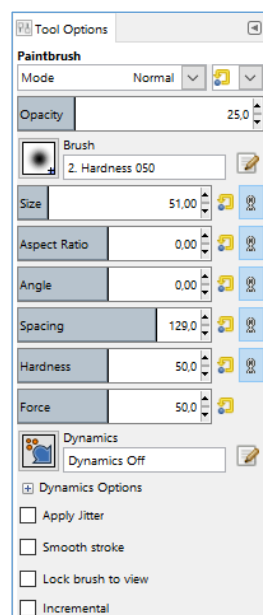 Tool Options
Paintbrush
Mode Normal
Opacity 25,0
Brush
2. Hardness 050
Size 51,00
Aspect Ratio 0,00
Angle 0,00
Spacing 129,0
Hardness 50,0
Force 50,0
Dynamics
Dynamics Off
Dynamics Options
Apply Jitter
Smooth stroke
Lock brush to view
Incremental